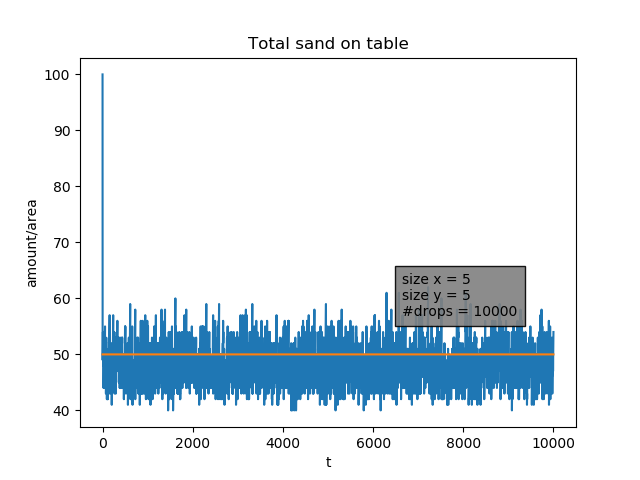 Total sand on table
100
90
80
70
60
50
40
amount/area
size x = 5
size y = 5
#drops = 10000
0 2000 4000 6000 8000 10000
t